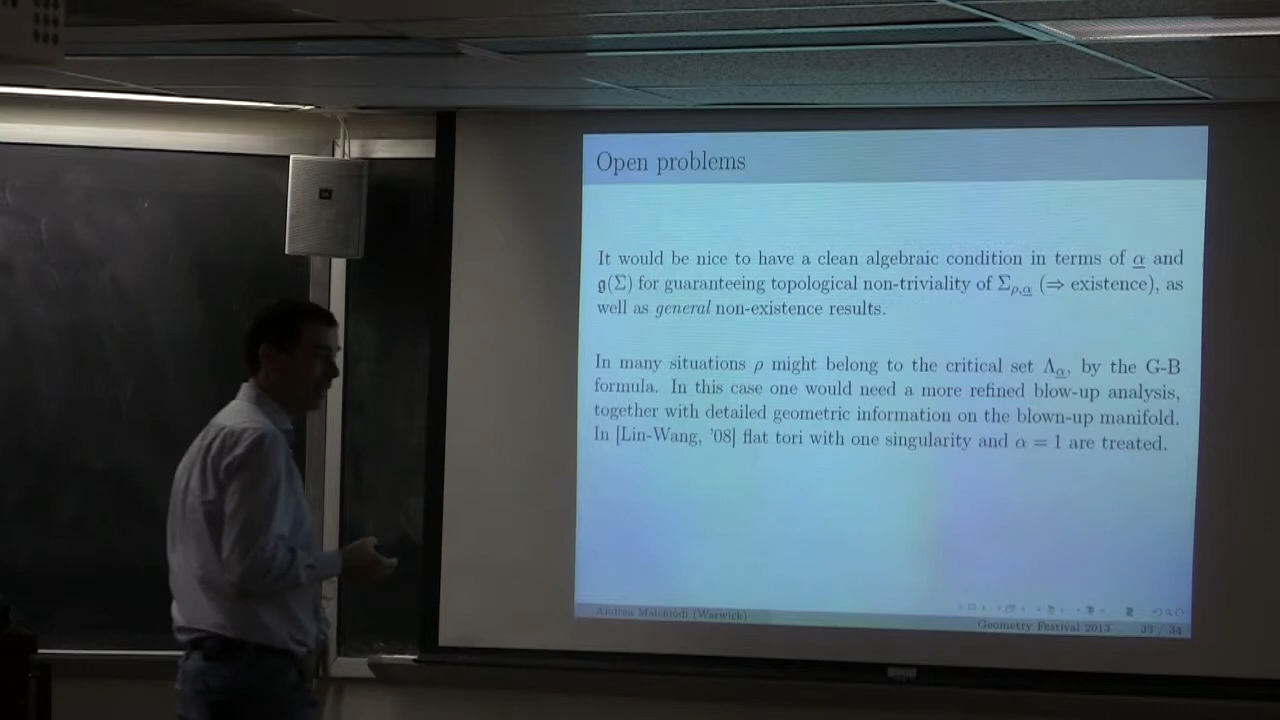 Open problems
It would be nice to have a clean algebraic condition in terms of α̲ and
𝔤(Σ) for guaranteeing topological non-triviality of Σ_{ρ,α̲} (⇒ existence), as
well as general non-existence results.
In many situations ρ might belong to the critical set Λ_{α̲}, by the G-B
formula. In this case one would need a more refined blow-up analysis,
together with detailed geometric information on the blown-up manifold.
In [Lin-Wang, '08] flat tori with one singularity and α = 1 are treated.
Andrea Malchiodi (Warwick)
Geometry Festival 2013 33 / 34